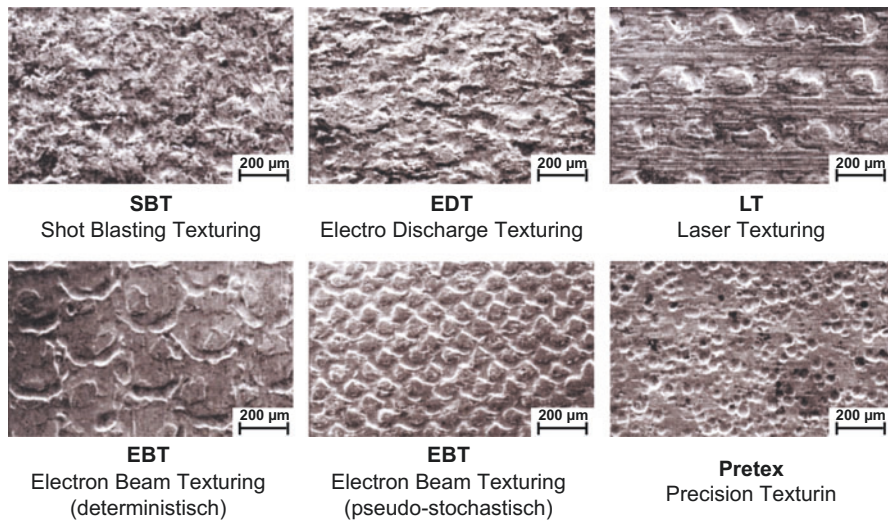 200 µm
200 µm
200 µm
SBT
Shot Blasting Texturing
EDT
Electro Discharge Texturing
LT
Laser Texturing
200 µm
200 µm
200 µm
EBT
Electron Beam Texturing
(deterministisch)
EBT
Electron Beam Texturing
(pseudo-stochastisch)
Pretex
Precision Texturin